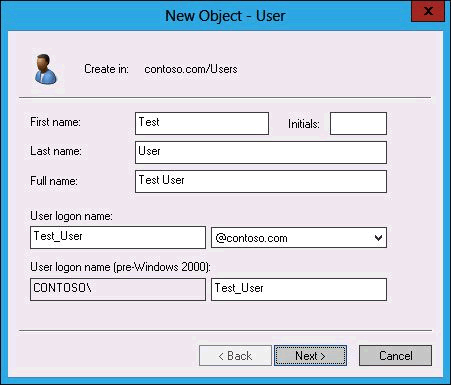 New Object - User
x
Create in: contoso.com/Users
First name: Test Initials:
Last name: User
Full name: Test User
User logon name:
Test_User @contoso.com
User logon name (pre-Windows 2000):
CONTOSO\ Test_User
< Back Next > Cancel